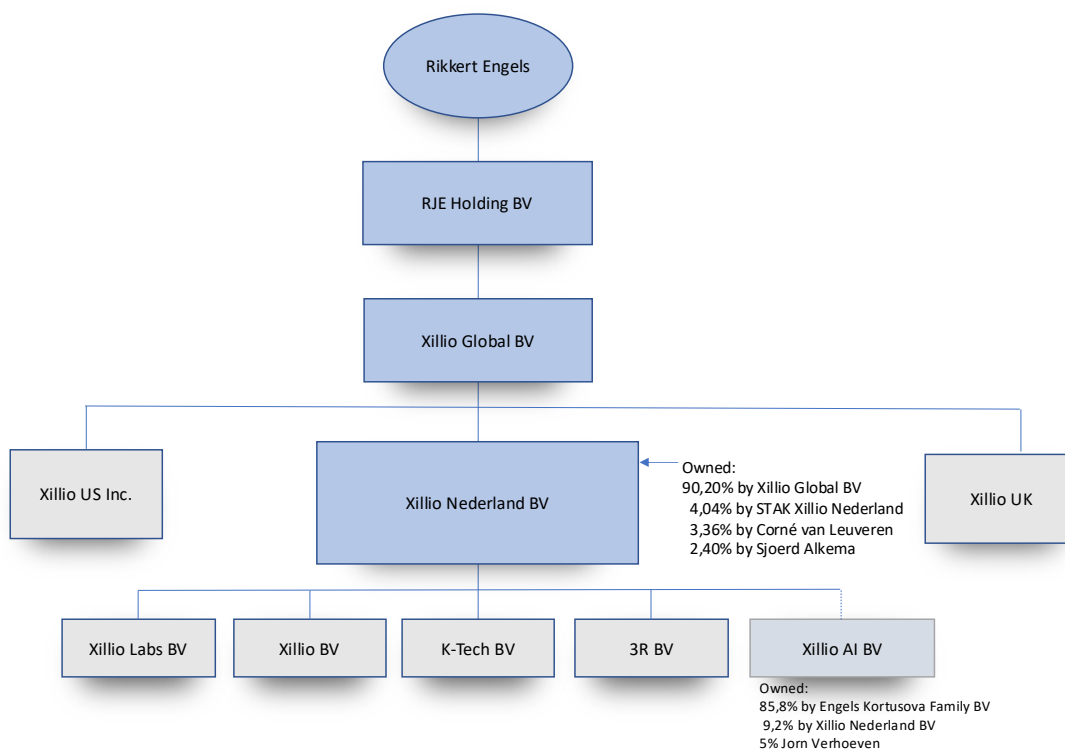 Rikkert Engels
RJE Holding BV
Xillio Global BV
Xillio US Inc.
Xillio Nederland BV
Owned:
90,20% by Xillio Global BV
4,04% by STAK Xillio Nederland
3,36% by Corné van Leuveren
2,40% by Sjoerd Alkema
Xillio UK
Xillio Labs BV
Xillio BV
K-Tech BV
3R BV
Xillio AI BV
Owned:
85,8% by Engels Kortusova Family BV
9,2% by Xillio Nederland BV
5% Jorn Verhoeven